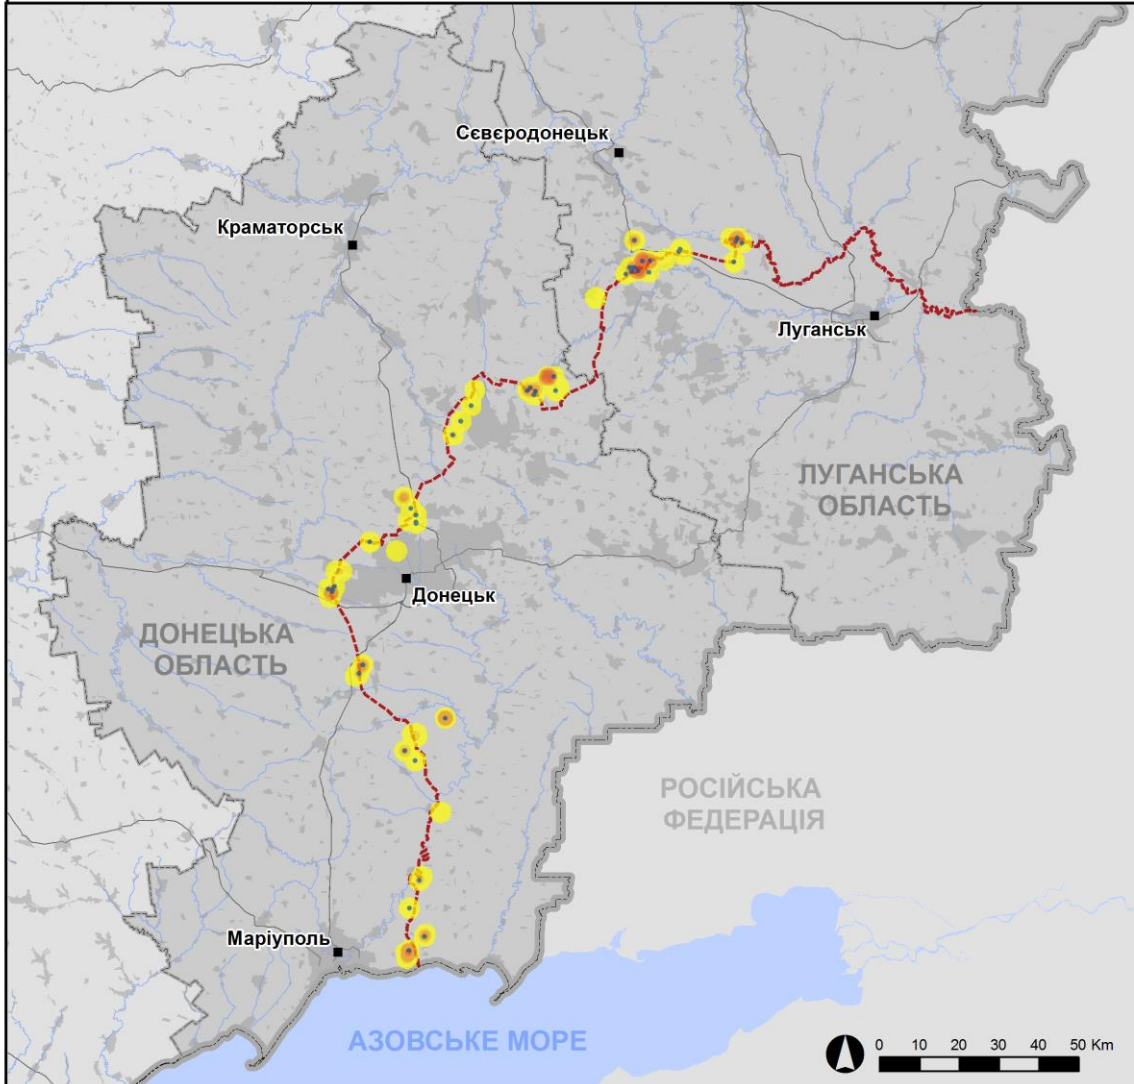 Сєвєродонецьк
Краматорськ
Луганськ
ЛУГАНСЬКА
ОБЛАСТЬ
Донецьк
ДОНЕЦЬКА
ОБЛАСТЬ
РОСІЙСЬКА
ФЕДЕРАЦІЯ
Маріуполь
АЗОВСЬКЕ МОРЕ
0 10 20 30 40 50 Km